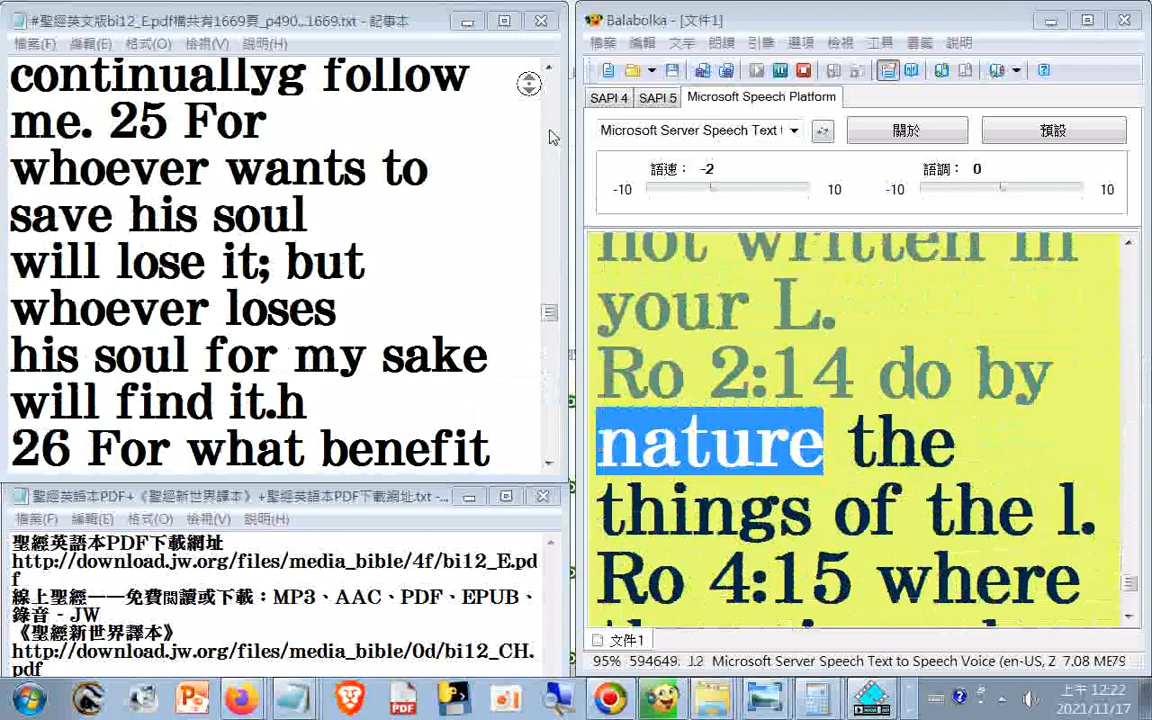 #聖經英文版bi12_E.pdf檔共有1669頁_p490...1669.txt - 記事本
檔案(F) 編輯(E) 格式(O) 檢視(V) 說明(H)
continuallyg follow
me. 25 For
whoever wants to
save his soul
will lose it; but
whoever loses
his soul for my sake
will find it.h
26 For what benefit
聖經英語本PDF+《聖經新世界譯本》+聖經英語本PDF下載網址.txt -...
檔案(F) 編輯(E) 格式(O) 檢視(V) 說明(H)
聖經英語本PDF下載網址
http://download.jw.org/files/media_bible/4f/bi12_E.pd
f
線上聖經——免費閱讀或下載：MP3、AAC、PDF、EPUB、
錄音 - JW
《聖經新世界譯本》
http://download.jw.org/files/media_bible/0d/bi12_CH.
pdf
Balabolka - [文件1]
檔案 編輯 文字 朗讀 引擎 選項 檢視 工具 書籤 說明
SAPI 4 SAPI 5 Microsoft Speech Platform
Microsoft Server Speech Text 關於 預設
語速： -2 語調： 0
-10 10 -10 10
not written in
your L.
Ro 2:14 do by
nature the
things of the l.
Ro 4:15 where
文件1
95% 594649: Microsoft Server Speech Text to Speech Voice (en-US, Z 7.08 ME79
上午 12:22
2021/11/17